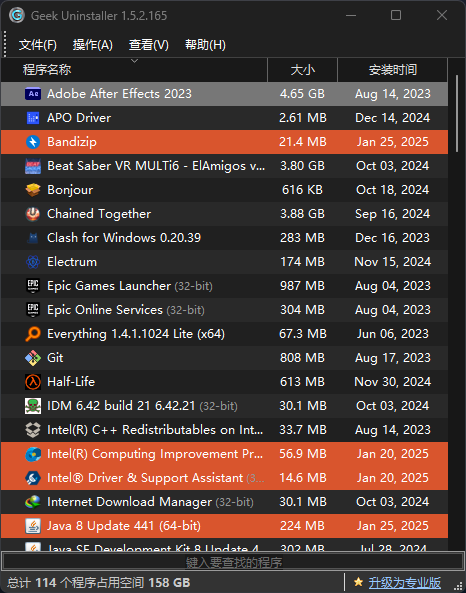 Geek Uninstaller 1.5.2.165
文件(F) 操作(A) 查看(V) 帮助(H)
程序名称 大小 安装时间
Adobe After Effects 2023 4.65 GB Aug 14, 2023
APO Driver 2.61 MB Dec 14, 2024
Bandizip 21.4 MB Jan 25, 2025
Beat Saber VR MULTi6 - ElAmigos v... 3.80 GB Oct 03, 2024
Bonjour 616 KB Oct 18, 2024
Chained Together 3.88 GB Sep 16, 2024
Clash for Windows 0.20.39 283 MB Dec 16, 2023
Electrum 174 MB Nov 15, 2024
Epic Games Launcher (32-bit) 987 MB Aug 04, 2023
Epic Online Services (32-bit) 304 MB Aug 04, 2023
Everything 1.4.1.1024 Lite (x64) 67.3 MB Jun 06, 2023
Git 808 MB Aug 17, 2023
Half-Life 613 MB Nov 30, 2024
IDM 6.42 build 21 6.42.21 (32-bit) 30.1 MB Oct 03, 2024
Intel(R) C++ Redistributables on Int... 33.7 MB Aug 14, 2023
Intel(R) Computing Improvement Pr... 56.9 MB Jan 20, 2025
Intel® Driver & Support Assistant (3... 14.6 MB Jan 20, 2025
Internet Download Manager (32-bit) 30.1 MB Oct 03, 2024
Java 8 Update 441 (64-bit) 224 MB Jan 25, 2025
Java SE Development Kit 8 Update 4... 302 MB Jul 28, 2024
键入要查找的程序
总计 114 个程序占用空间 158 GB 升级为专业版